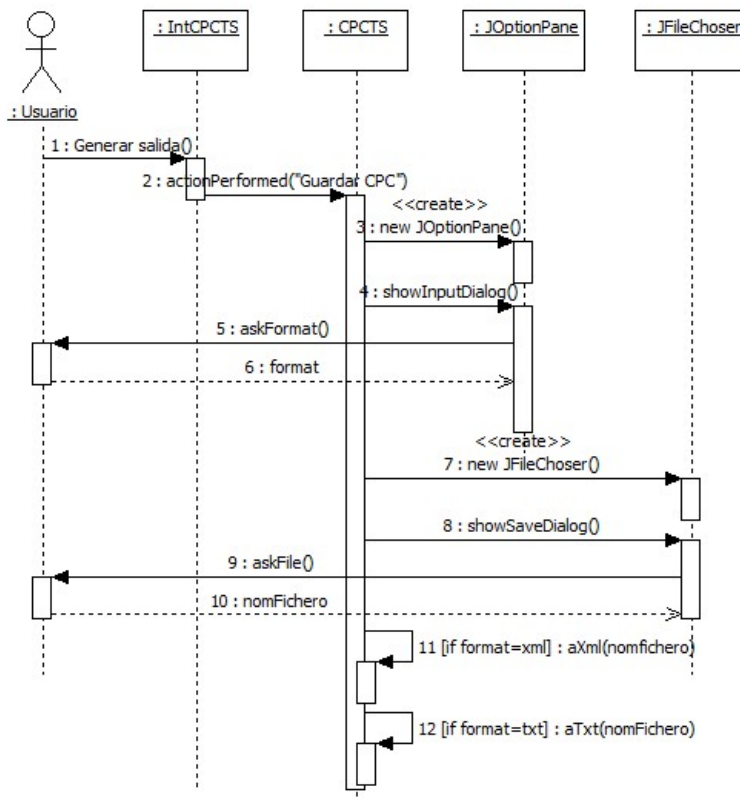 : IntCPCTS
: CPCTS
: JOptionPane
: JFileChoser
: Usuario
1 : Generar salida()
2 : actionPerformed("Guardar CPC")
<<create>>
3 : new JOptionPane()
4 : showInputDialog()
5 : askFormat()
6 : format
<<create>>
7 : new JFileChoser()
8 : showSaveDialog()
9 : askFile()
10 : nomFichero
11 [if format=xml] : aXml(nomfichero)
12 [if format=txt] : aTxt(nomFichero)